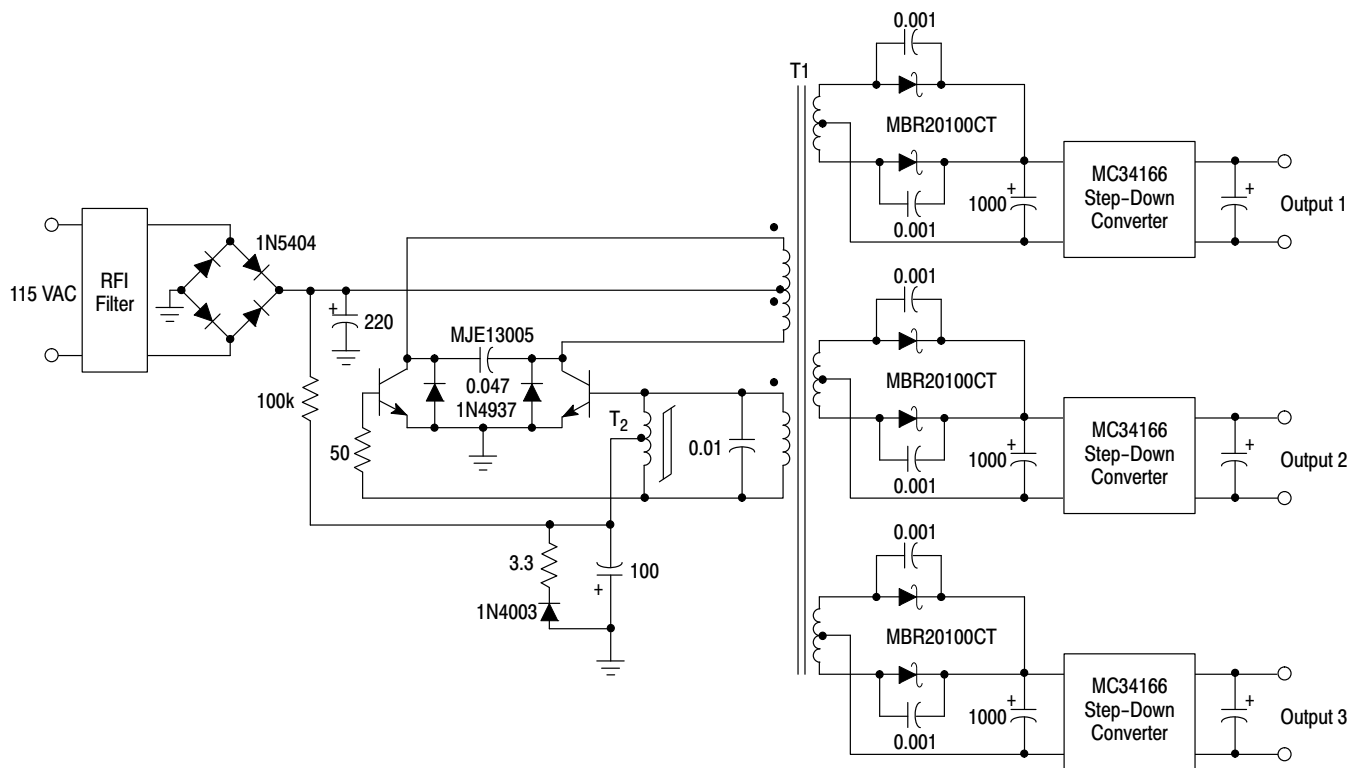 115 VAC
RFI
Filter
1N5404
+
220
100k
50
MJE13005
0.047
1N4937
T2
0.01
3.3
1N4003
100
+
T1
0.001
MBR20100CT
0.001
+
1000
MC34166
Step-Down
Converter
+
Output 1
0.001
MBR20100CT
0.001
+
1000
MC34166
Step-Down
Converter
+
Output 2
0.001
MBR20100CT
0.001
+
1000
MC34166
Step-Down
Converter
+
Output 3